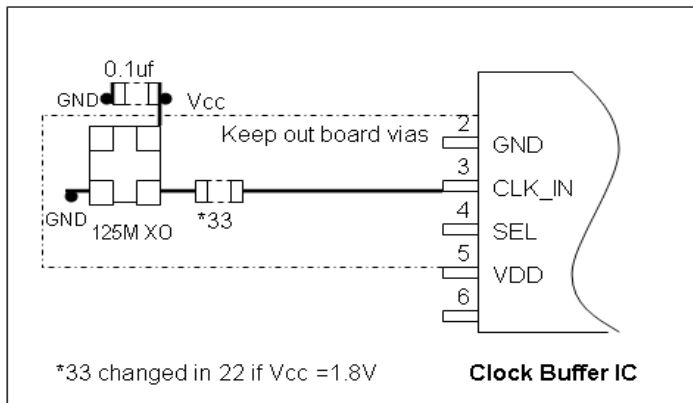 0.1uf
GND
Vcc
Keep out board vias
2
GND
3
CLK_IN
GND
*33
4
SEL
125M XO
5
VDD
6
*33 changed in 22 if Vcc =1.8V
Clock Buffer IC